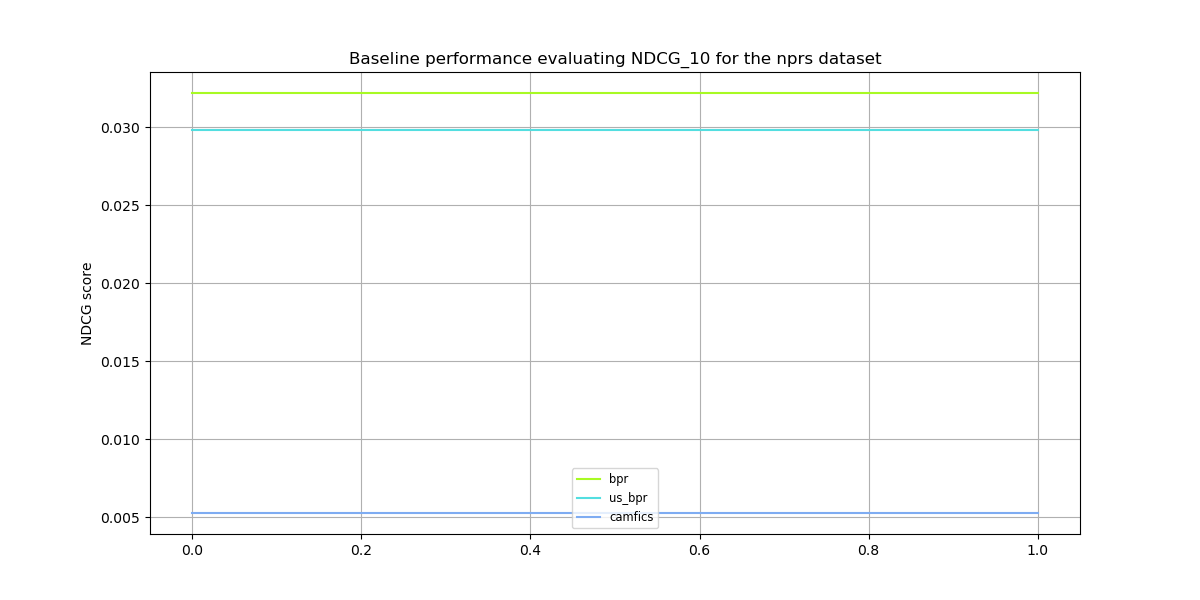 Baseline performance evaluating NDCG_10 for the nprs dataset
NDCG score
0.030
0.025
0.020
0.015
0.010
0.005
0.0 0.2 0.4 0.6 0.8 1.0
bpr
us_bpr
camfics